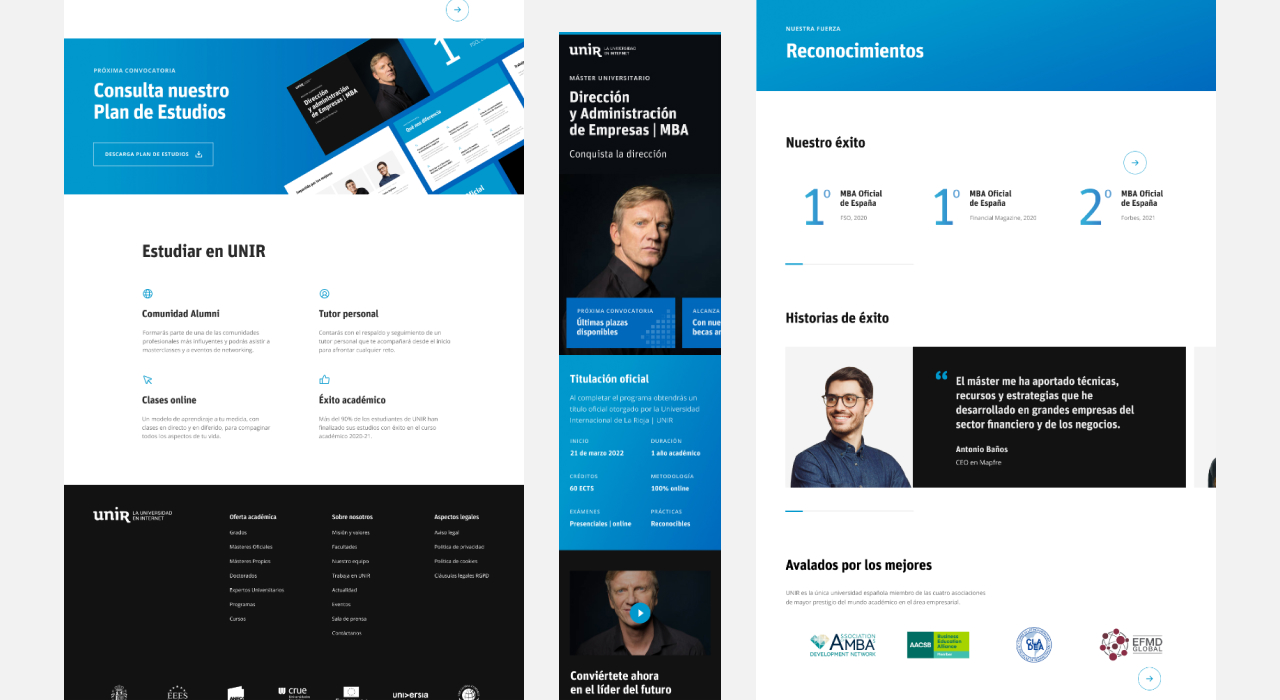 PRÓXIMA CONVOCATORIA
Consulta nuestro
Plan de Estudios
DESCARGA PLAN DE ESTUDIOS
unir
Dirección
y administración
de Empresas | MBA
1
Qué nos diferencia
Estudiar en UNIR
Comunidad Alumni
Formarás parte de una de las comunidades
profesionales más influyentes y podrás asistir a
masterclasses y a eventos de networking.
Tutor personal
Contarás con el respaldo y seguimiento de un
tutor personal que te acompañará desde el inicio
para afrontar cualquier reto.
Clases online
Un modelo de aprendizaje a tu medida, con
clases en directo y en diferido, para compaginar
todos los aspectos de tu vida.
Éxito académico
Más del 90% de los estudiantes de UNIR han
finalizado sus estudios con éxito en el curso
académico 2020-21.
unir LA UNIVERSIDAD
EN INTERNET
Oferta académica
Grados
Másteres Oficiales
Másteres Propios
Doctorados
Expertos Universitarios
Programas
Cursos
Sobre nosotros
Misión y valores
Facultades
Nuestro equipo
Trabaja en UNIR
Actualidad
Eventos
Sala de prensa
Contáctanos
Aspectos legales
Aviso legal
Política de privacidad
Política de cookies
Cláusulas legales RGPD
EEES
crue
universia
unir LA UNIVERSIDAD
EN INTERNET
MÁSTER UNIVERSITARIO
Dirección
y Administración
de Empresas | MBA
Conquista la dirección
PRÓXIMA CONVOCATORIA
Últimas plazas
disponibles
ALCANZA
Con nue
becas
Titulación oficial
Al completar el programa obtendrás un
título oficial otorgado por la Universidad
Internacional de La Rioja | UNIR
INICIO
21 de marzo 2022
DURACIÓN
1 año académico
CRÉDITOS
60 ECTS
METODOLOGÍA
100% online
EXÁMENES
Presenciales | online
PRÁCTICAS
Reconocibles
Conviértete ahora
en el líder del futuro
NUESTRA FUERZA
Reconocimientos
Nuestro éxito
1º
MBA Oficial
de España
FSO, 2020
1º
MBA Oficial
de España
Financial Magazine, 2020
2º
MBA Oficial
de España
Forbes, 2021
Historias de éxito
“ El máster me ha aportado técnicas,
recursos y estrategias que he
desarrollado en grandes empresas del
sector financiero y de los negocios.
Antonio Baños
CEO en Mapfre
Avalados por los mejores
UNIR es la única universidad española miembro de las cuatro asociaciones
de mayor prestigio del mundo académico en el área empresarial.
ASSOCIATION
AMBA
DEVELOPMENT NETWORK
AACSB
Business
Education
Alliance
Member
CLA
DEA
EFMD
GLOBAL